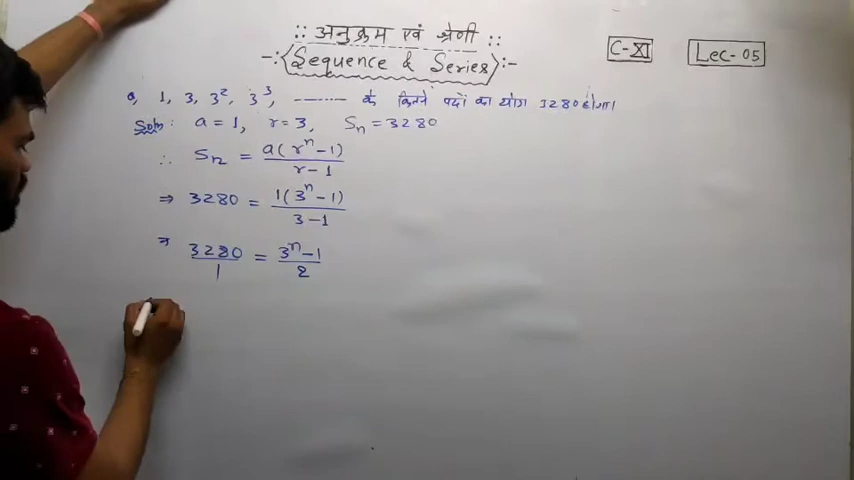 :: अनुक्रम एवं श्रेणी ::
-:{Sequence & Series}:-
C-XI
Lec-05
Q, 1, 3, 3², 3³, -------- के कितने पदों का योग 3280 होगा।
Soln: a = 1, r = 3, Sn = 3280
∴ Sn = a(rⁿ-1) / r-1
⇒ 3280 = 1(3ⁿ-1) / 3-1
⇒ 3280/1 = 3ⁿ-1 / 2